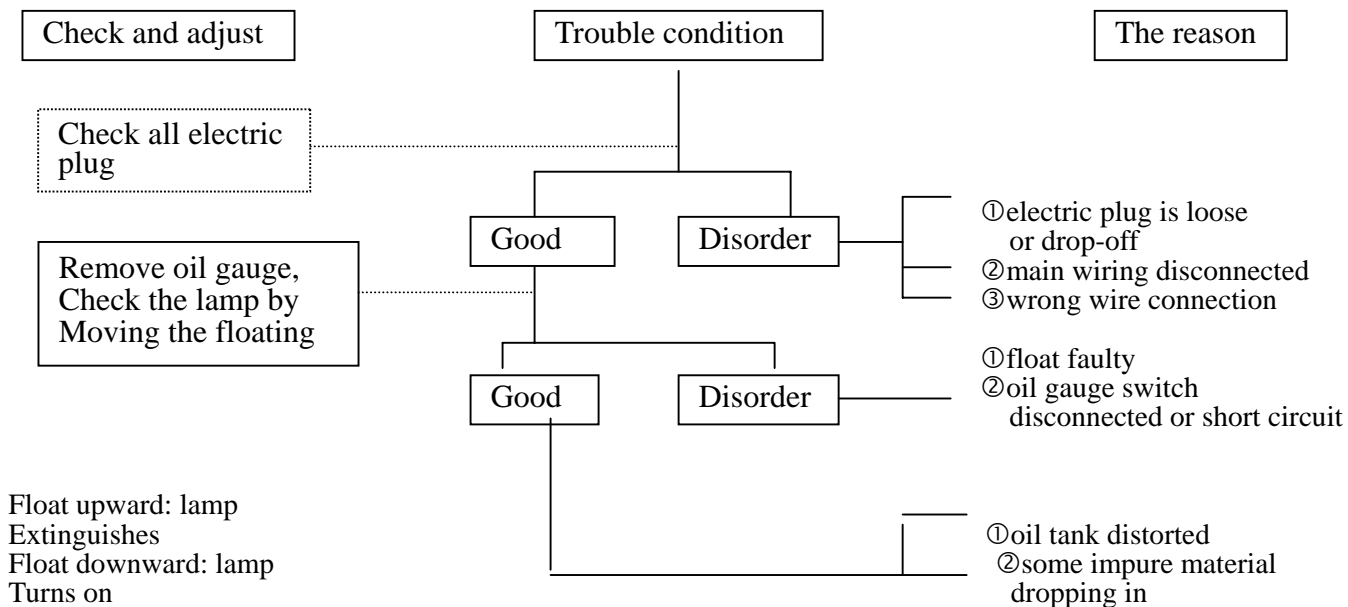 Check and adjust
Trouble condition
The reason
Check all electric
plug
Good
Disorder
①electric plug is loose
or drop-off
②main wiring disconnected
③wrong wire connection
Remove oil gauge,
Check the lamp by
Moving the floating
Good
Disorder
①float faulty
②oil gauge switch
disconnected or short circuit
Float upward: lamp
Extinguishes
Float downward: lamp
Turns on
①oil tank distorted
②some impure material
dropping in